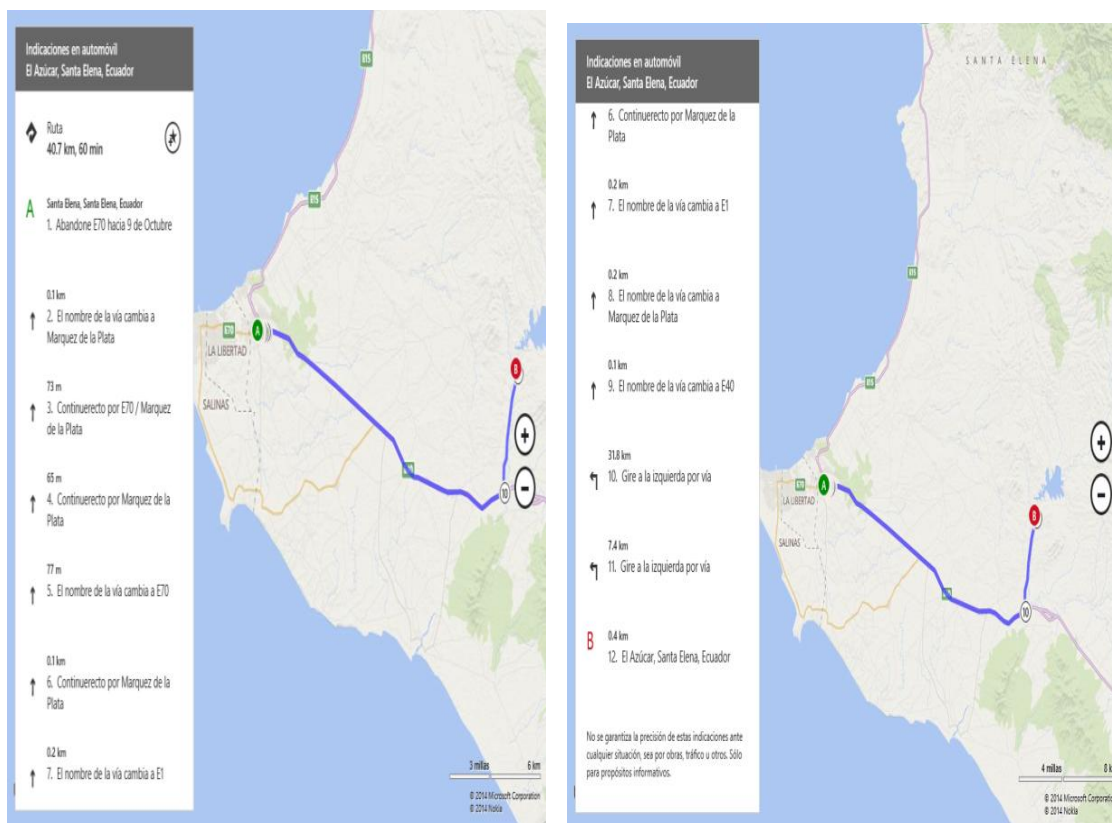 Indicaciones en automóvil
El Azúcar, Santa Elena, Ecuador
Ruta
40.7 km, 60 min
A
Santa Elena, Santa Elena, Ecuador
1. Abandone E70 hacia 9 de Octubre
0.1 km
2. El nombre de la vía cambia a
Marquez de la Plata
73 m
3. Continuerecto por E70 / Marquez
de la Plata
65 m
4. Continuerecto por Marquez de la
Plata
77 m
5. El nombre de la vía cambia a E70
0.1 km
6. Continuerecto por Marquez de la
Plata
0.2 km
7. El nombre de la vía cambia a E1
E15
E15
E70
A
LA LIBERTAD
SALINAS
B
10
3 millas 6 km
© 2014 Microsoft Corporation
© 2014 Nokia
Indicaciones en automóvil
El Azúcar, Santa Elena, Ecuador
6. Continuerecto por Marquez de la
Plata
0.2 km
7. El nombre de la vía cambia a E1
0.2 km
8. El nombre de la vía cambia a
Marquez de la Plata
0.1 km
9. El nombre de la vía cambia a E40
31.8 km
10. Gire a la izquierda por vía
7.4 km
11. Gire a la izquierda por vía
B
0.4 km
12. El Azúcar, Santa Elena, Ecuador
No se garantiza la precisión de estas indicaciones ante
cualquier situación, sea por obras, tráfico u otros. Sólo
para propósitos informativos.
SANTA ELENA
E15
E15
E70
A
LA LIBERTAD
SALINAS
B
10
4 millas
© 2014 Microsoft Corporation
© 2014 Nokia